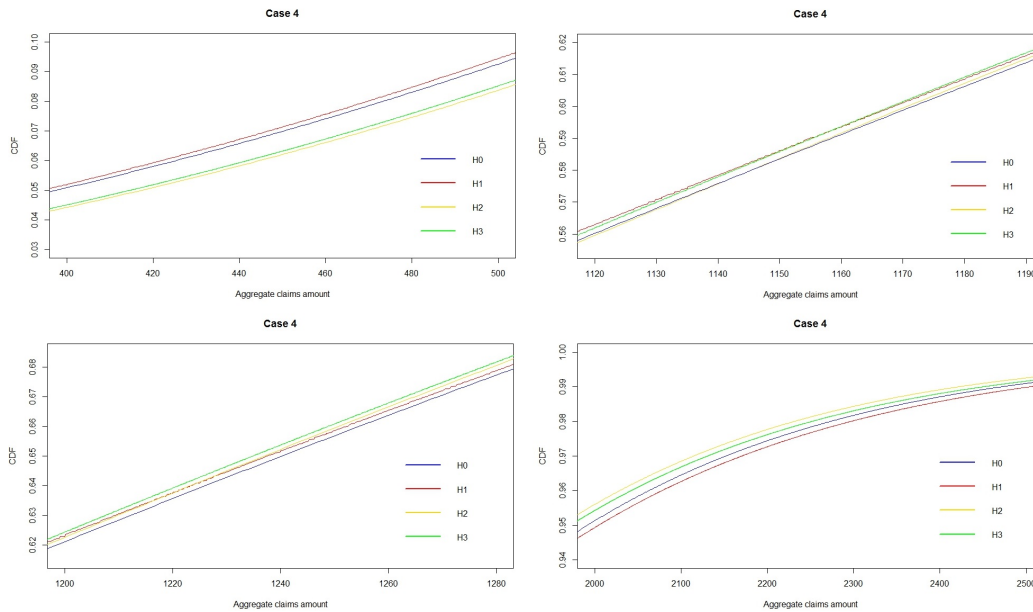 Case 4
CDF
0.03 0.04 0.05 0.06 0.07 0.08 0.09 0.10
H0
H1
H2
H3
400 420 440 460 480 500
Aggregate claims amount
Case 4
CDF
0.56 0.57 0.58 0.59 0.60 0.61 0.62
H0
H1
H2
H3
1120 1130 1140 1150 1160 1170 1180 1190
Aggregate claims amount
Case 4
CDF
0.62 0.63 0.64 0.65 0.66 0.67 0.68
H0
H1
H2
H3
1200 1220 1240 1260 1280
Aggregate claims amount
Case 4
CDF
0.94 0.95 0.96 0.97 0.98 0.99 1.00
H0
H1
H2
H3
2000 2100 2200 2300 2400 2500
Aggregate claims amount